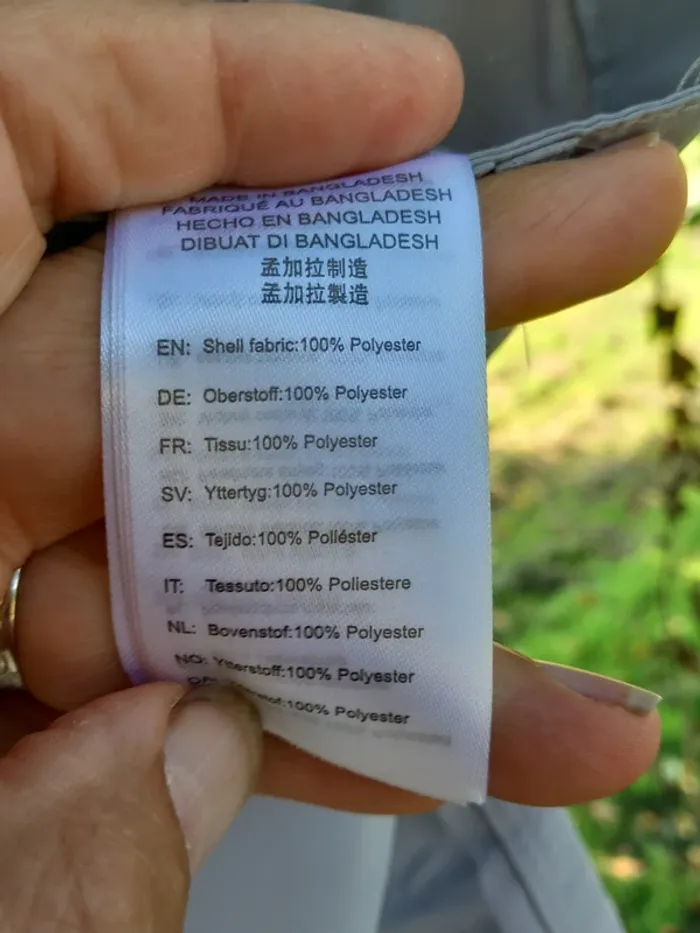 MADE IN BANGLADESH
FABRIQUÉ AU BANGLADESH
HECHO EN BANGLADESH
DIBUAT DI BANGLADESH
孟加拉制造
孟加拉製造
EN: Shell fabric:100% Polyester
DE: Oberstoff:100% Polyester
FR: Tissu:100% Polyester
SV: Yttertyg:100% Polyester
ES: Tejido:100% Poliéster
IT: Tessuto:100% Poliestere
NL: Bovenstof:100% Polyester
NO: Ytterstoff:100% Polyester
100% Polyester